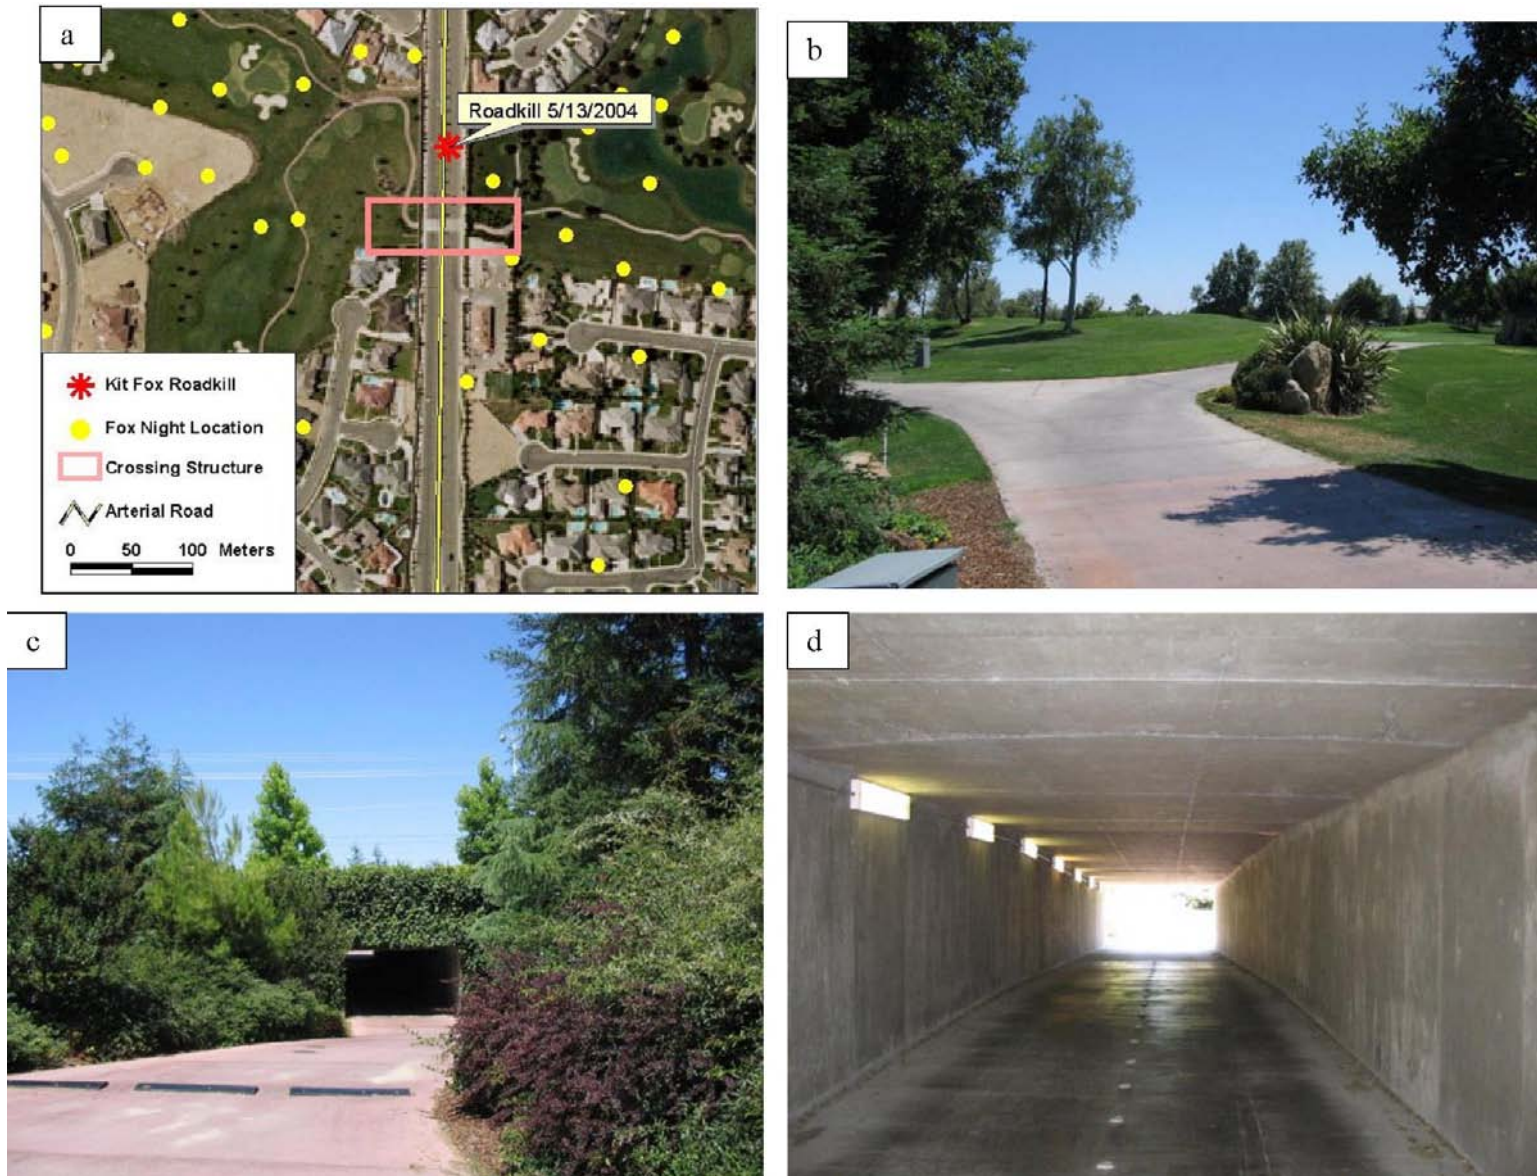 a
Roadkill 5/13/2004
Kit Fox Roadkill
Fox Night Location
Crossing Structure
Arterial Road
0 50 100 Meters
b
c
d